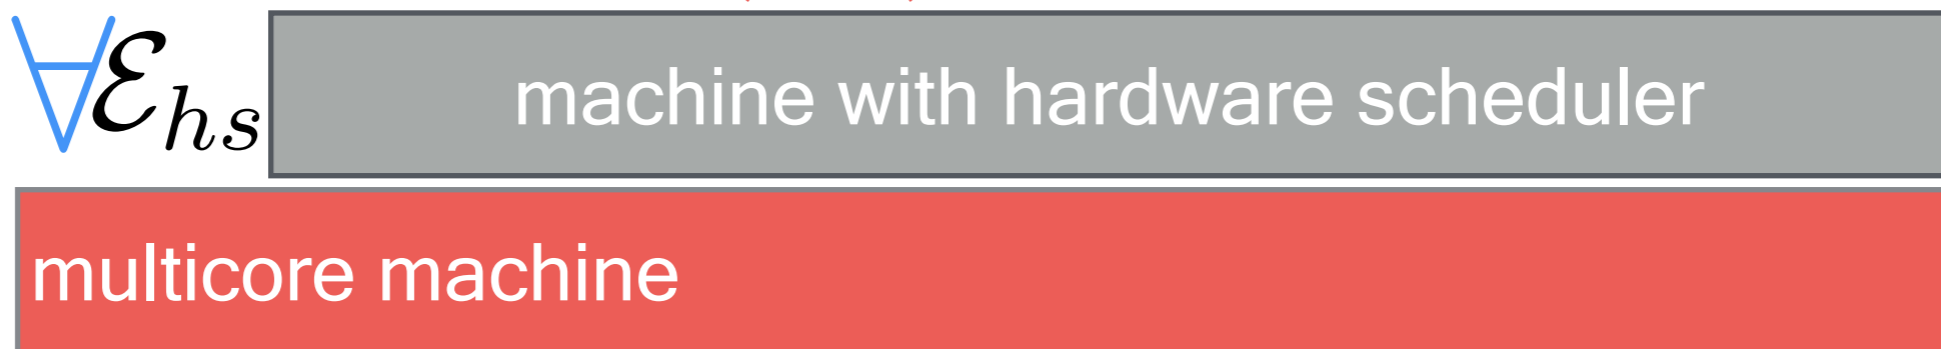 ∀ℰₕₛ machine with hardware scheduler
multicore machine